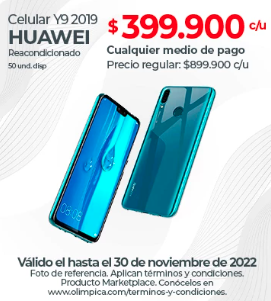 Celular Y9 2019
HUAWEI
Reacondicionado
50 und. disp
$399.900 c/u
Cualquier medio de pago
Precio regular: $899.900 c/u
08:08
Válido el hasta el 30 de noviembre de 2022
Foto de referencia. Aplican términos y condiciones.
Producto Marketplace. Conócelos en
www.olimpica.com/terminos-y-condiciones.